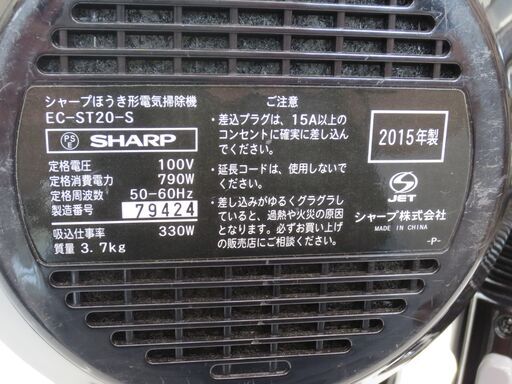 シャープほうき形電気掃除機
EC-ST20-S
PS
E
SHARP
定格電圧 100V
定格消費電力 790W
定格周波数 50-60Hz
製造番号 79424
吸込仕事率 330W
質量 3.7kg
ご注意
・差込プラグは、15A以上の
コンセントに確実に差し込ん
でください。
・延長コードは、使用しないで
ください。
・差し込みがゆるくグラグラ
していると、過熱や火災の原因
となります。必ずお買い上げ
の販売店にご相談ください。
2015年製
JET
シャープ株式会社
MADE IN CHINA
-P-